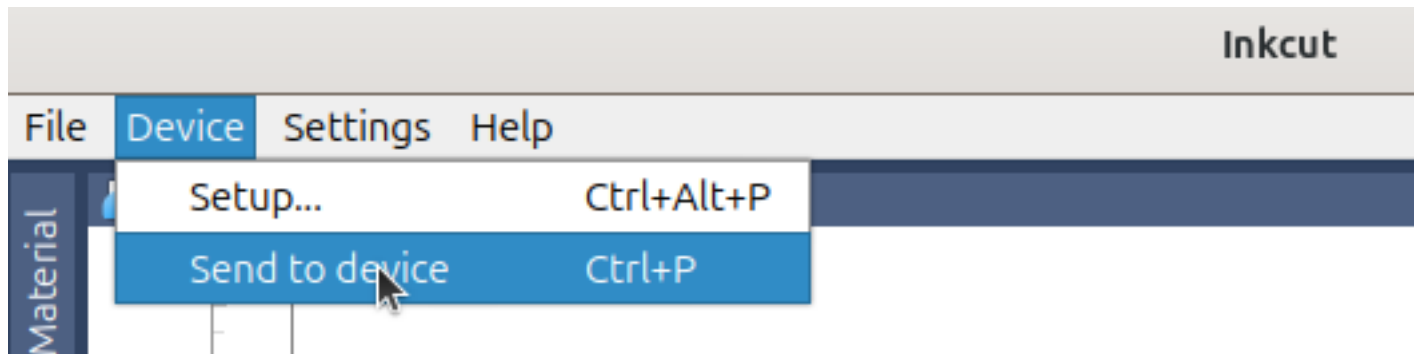 Inkcut
File Device Settings Help
Setup... Ctrl+Alt+P
Send to device Ctrl+P
Material